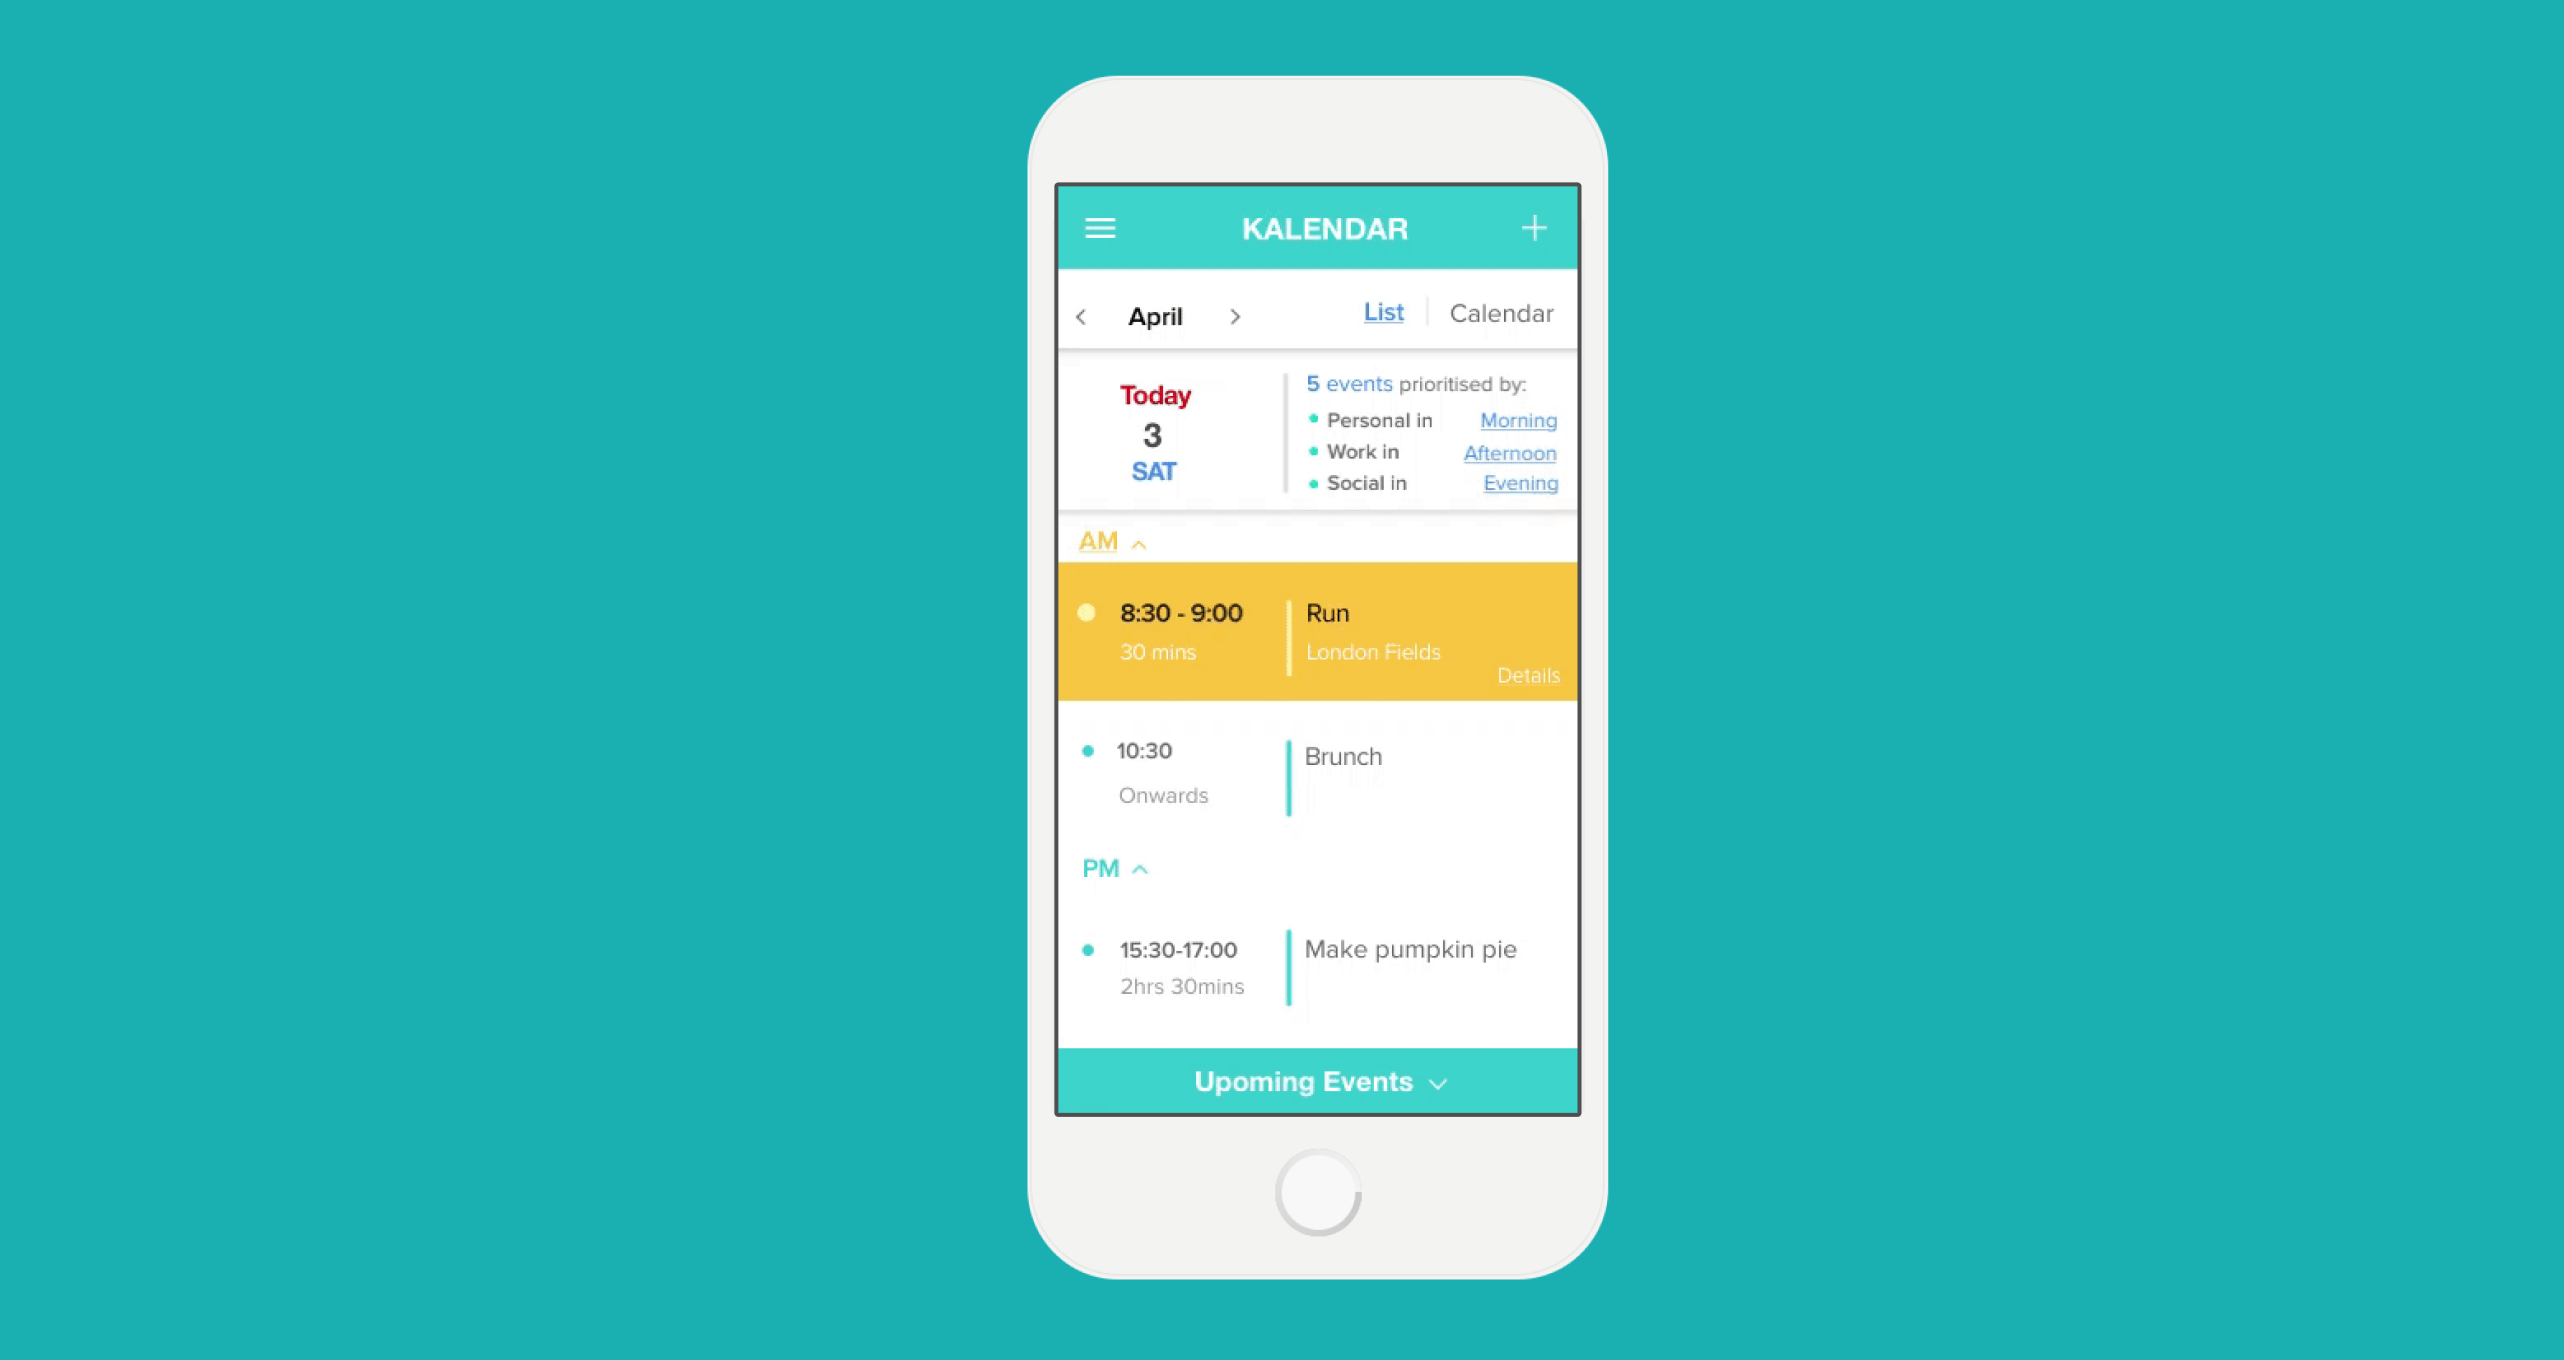 KALENDAR
April
List
Calendar
Today
3
SAT
5 events prioritised by:
Personal in Morning
Work in Afternoon
Social in Evening
AM
8:30 - 9:00
30 mins
Run
London Fields
Details
10:30
Onwards
Brunch
PM
15:30-17:00
2hrs 30mins
Make pumpkin pie
Upoming Events